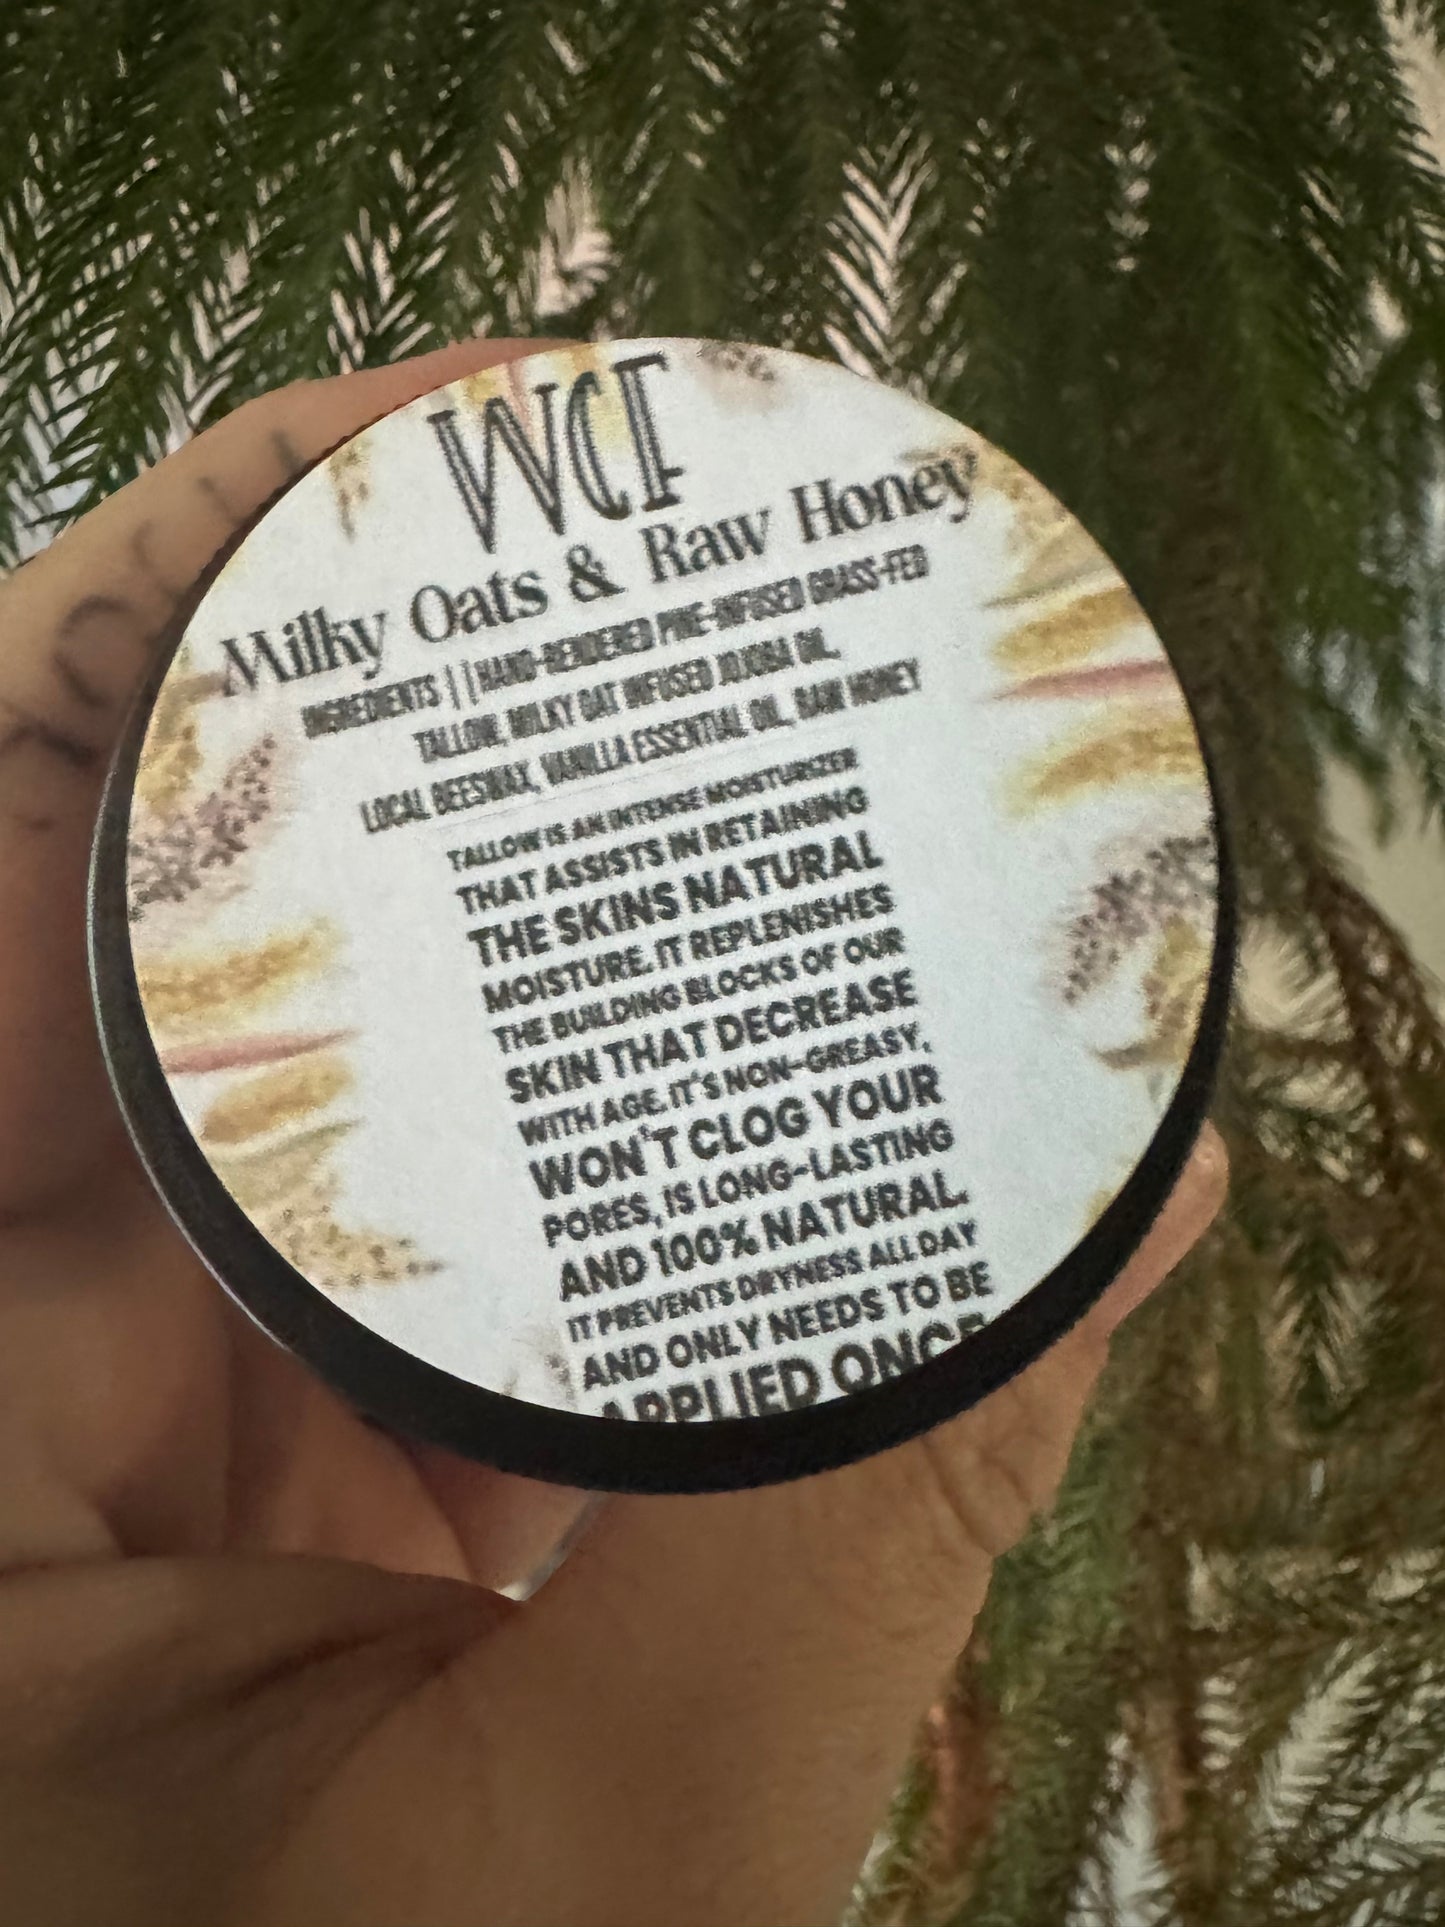 WCF
Milky Oats & Raw Honey
INGREDIENTS || HAND-RENDERED PINE-INFUSED GRASS-FED
TALLOW, MILKY OAT INFUSED JOJOBA OIL,
LOCAL BEESWAX, VANILLA ESSENTIAL OIL, RAW HONEY
TALLOW IS AN INTENSE MOISTURIZER
THAT ASSISTS IN RETAINING
THE SKINS NATURAL
MOISTURE. IT REPLENISHES
THE BUILDING BLOCKS OF OUR
SKIN THAT DECREASE
WITH AGE. IT'S NON-GREASY,
WON'T CLOG YOUR
PORES, IS LONG-LASTING
AND 100% NATURAL.
IT PREVENTS DRYNESS ALL DAY
AND ONLY NEEDS TO BE
APPLIED ONCE